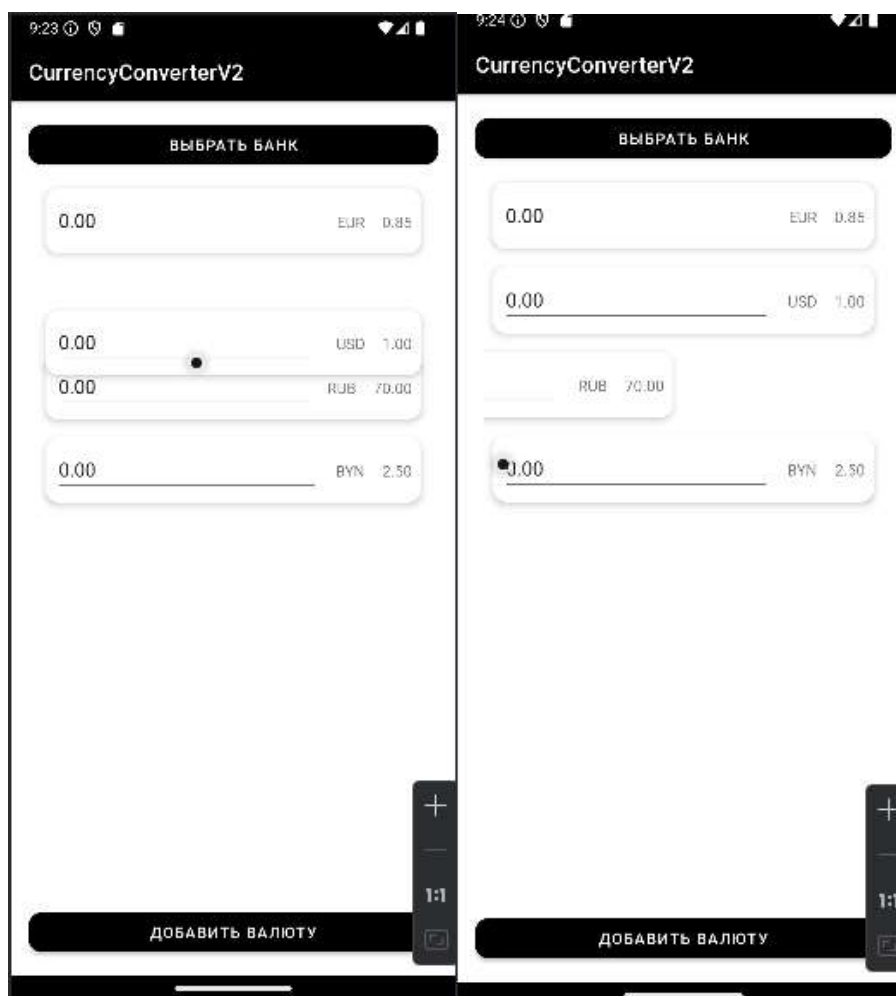 9:23
CurrencyConverterV2
ВЫБРАТЬ БАНК
0.00 EUR 0.85
0.00 USD 1.00
0.00 RUB 70.00
0.00 BYN 2.50
1:1
ДОБАВИТЬ ВАЛЮТУ
9:24
CurrencyConverterV2
ВЫБРАТЬ БАНК
0.00 EUR 0.85
0.00 USD 1.00
RUB 70.00
0.00 BYN 2.50
1:1
ДОБАВИТЬ ВАЛЮТУ